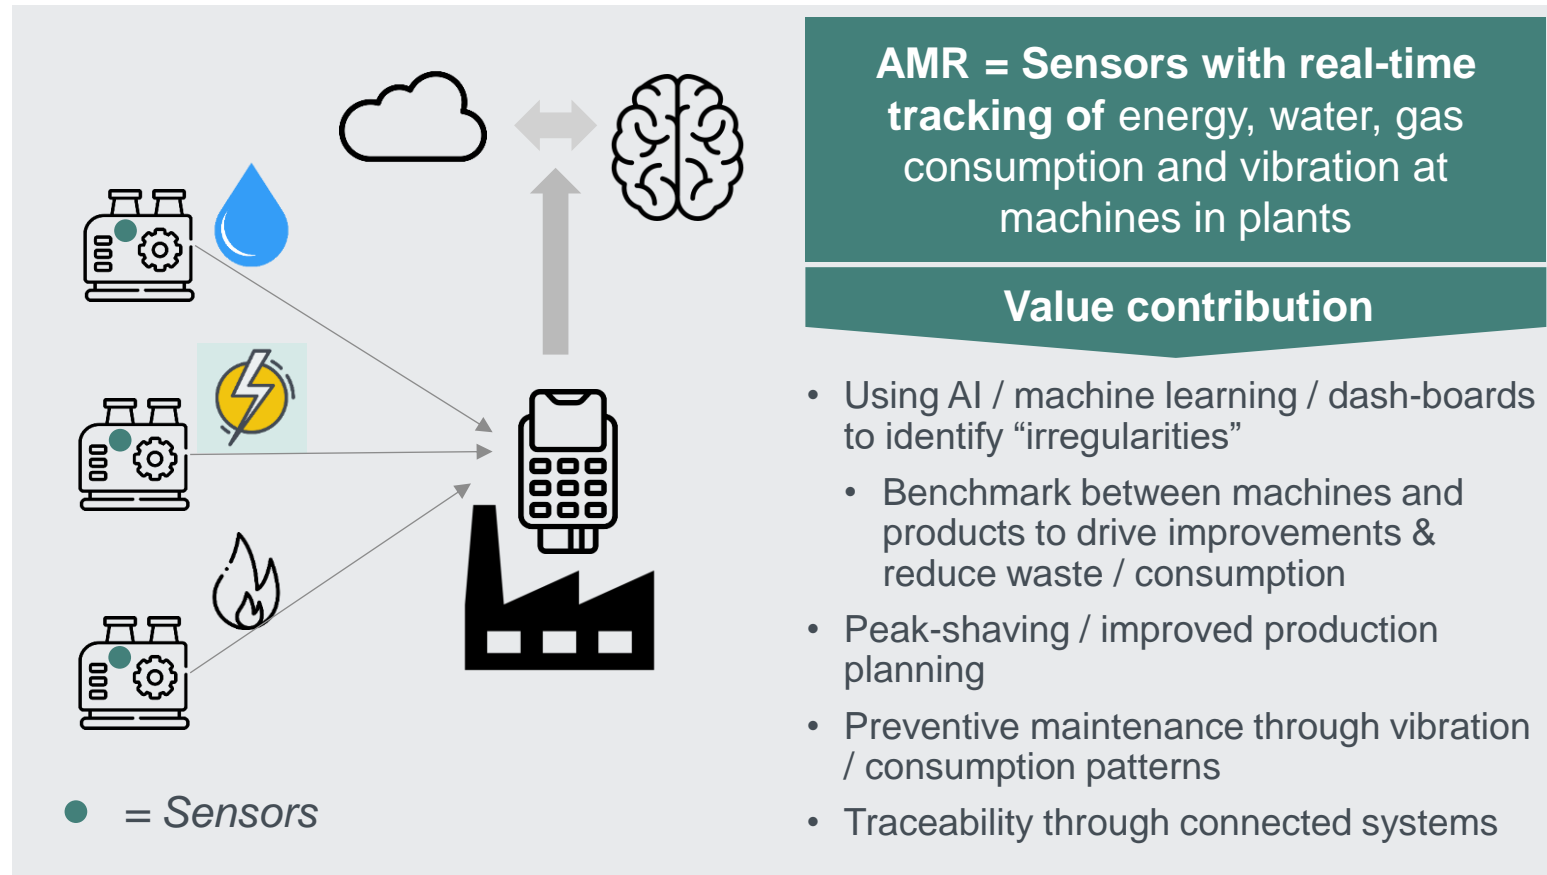 AMR = Sensors with real-time
tracking of energy, water, gas
consumption and vibration at
machines in plants
Value contribution
• Using AI / machine learning / dash-boards
to identify “irregularities”
• Benchmark between machines and
products to drive improvements &
reduce waste / consumption
• Peak-shaving / improved production
planning
• Preventive maintenance through vibration
/ consumption patterns
• Traceability through connected systems
= Sensors